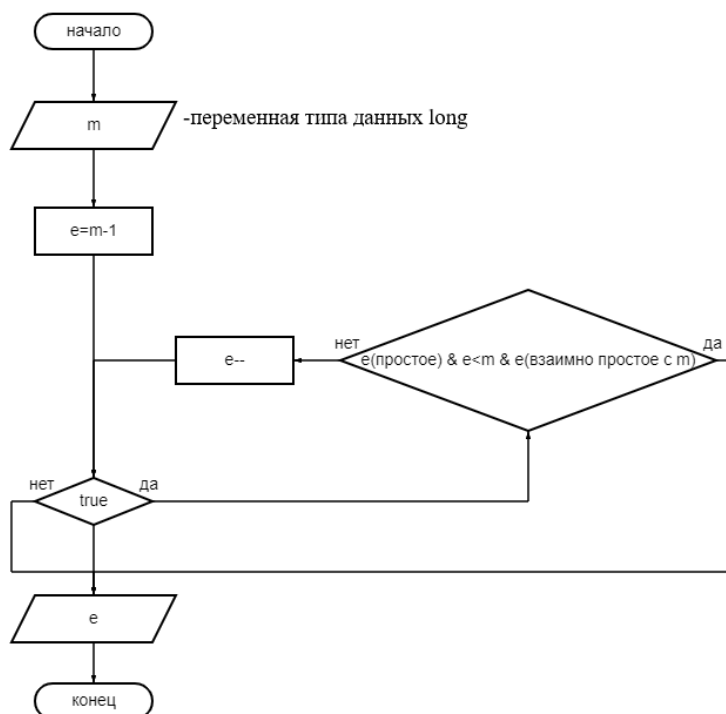 начало
m
-переменная типа данных long
e=m-1
нет
да
e--
e(простое) & e<m & e(взаимно простое с m)
нет
да
true
e
конец